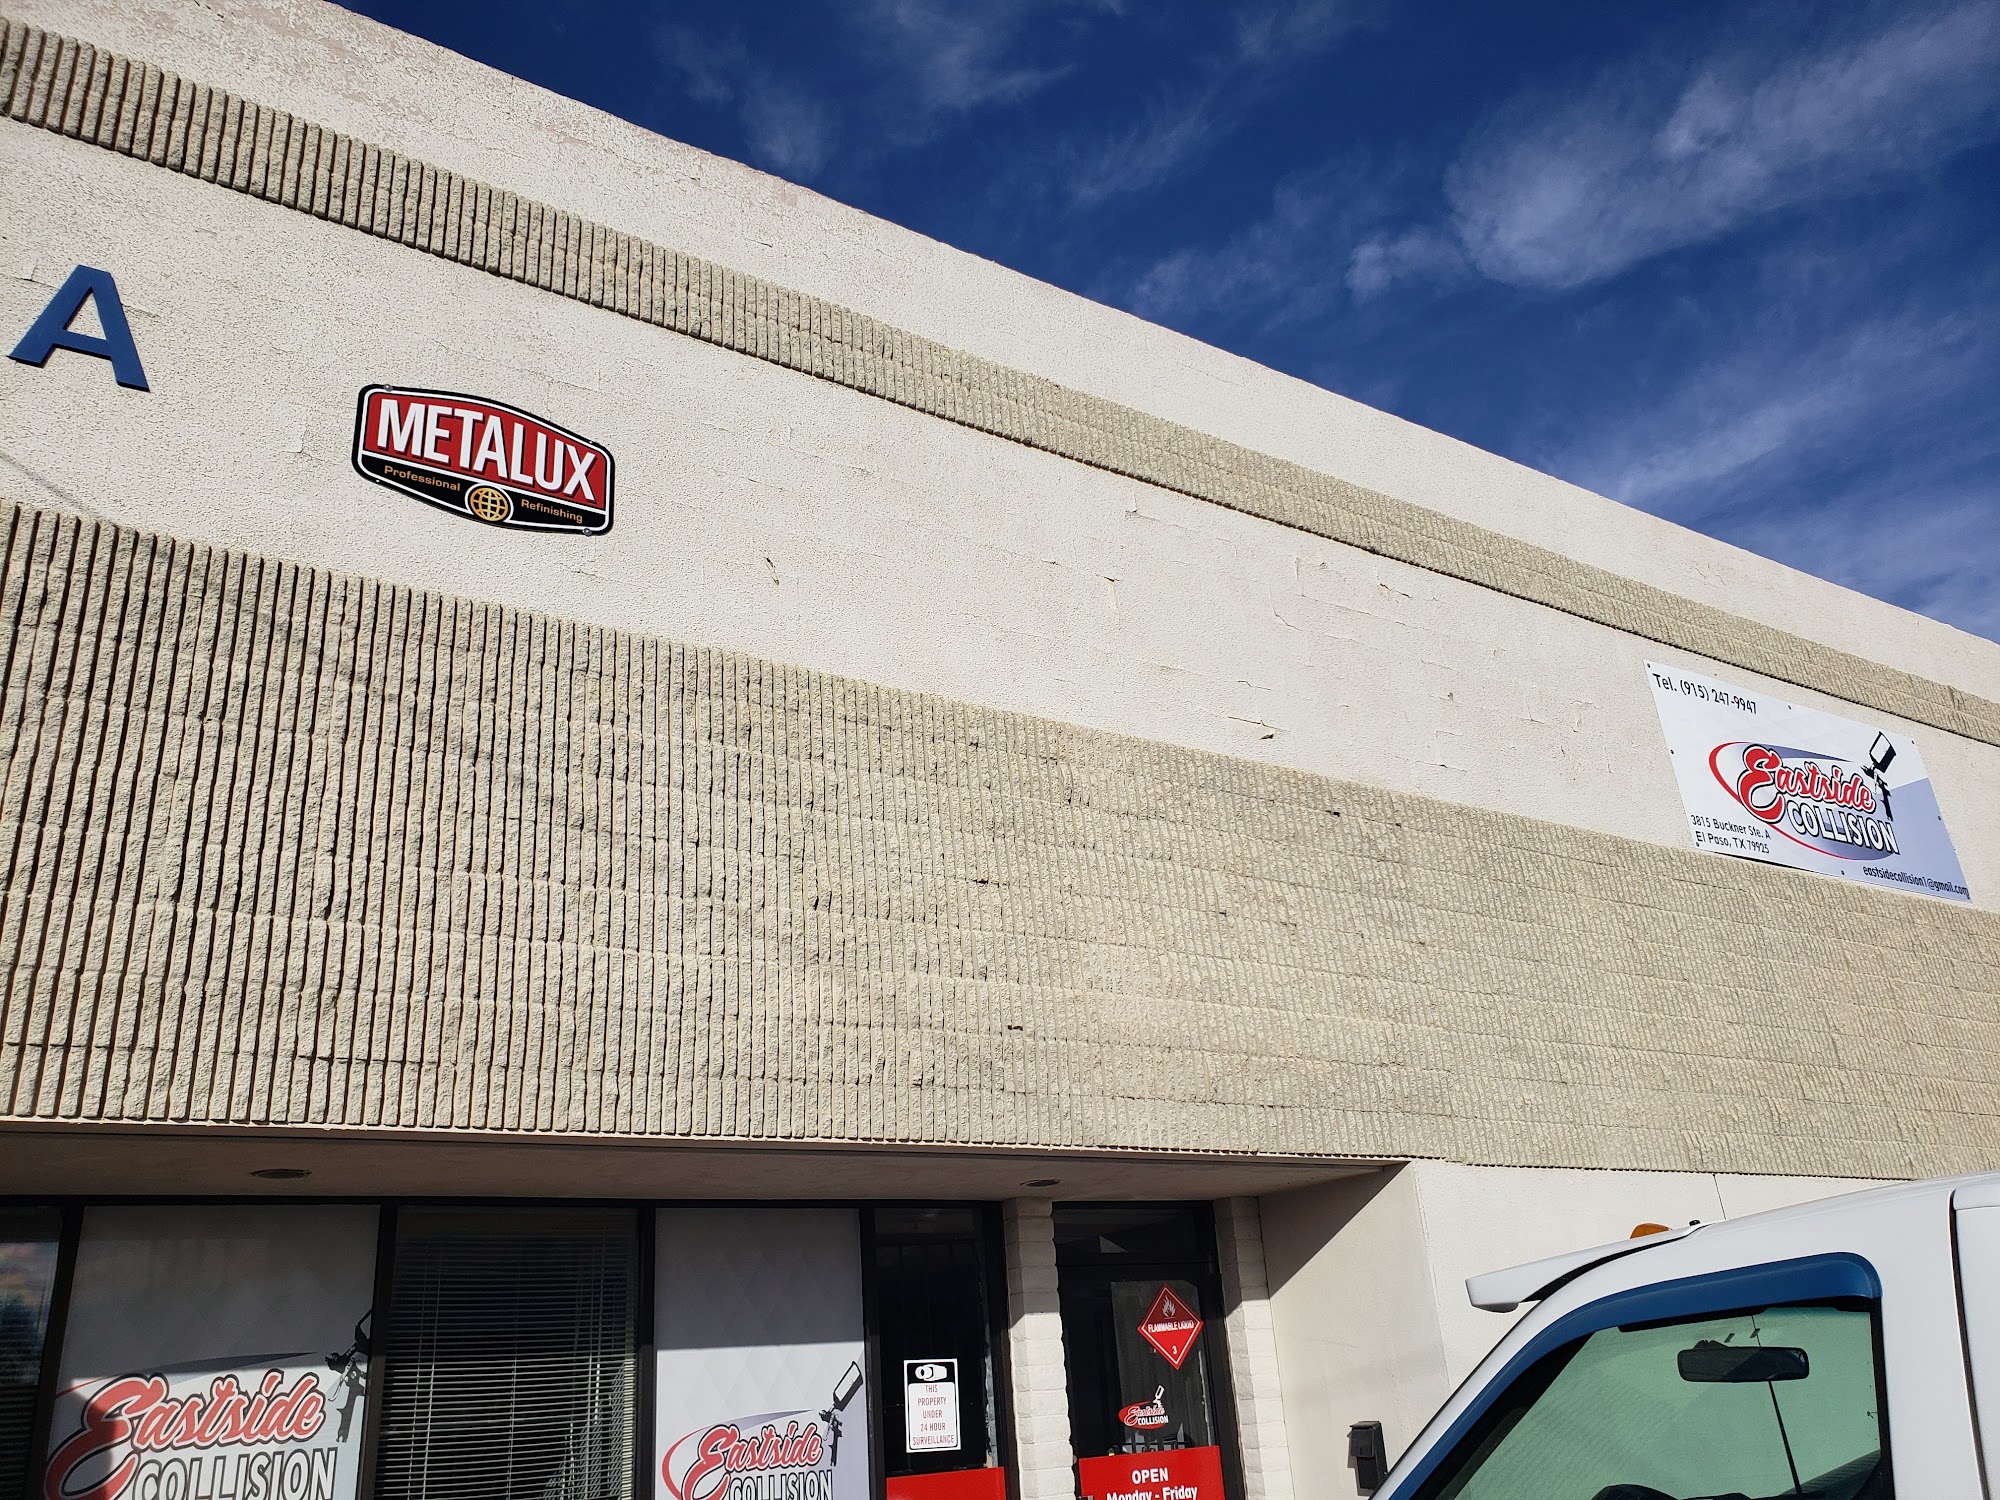 A
METALUX
Professional Refinishing
Tel. (915) 247-9947
Eastside
COLLISION
3815 Buckner Ste. A
El Paso, TX 79925
eastsidecollision1@gmail.com
Eastside
COLLISION
Eastside
COLLISION
THIS
PROPERTY
UNDER
24 HOUR
SURVEILLANCE
FLAMMABLE LIQUID
3
Eastside
COLLISION
OPEN
Monday - Friday